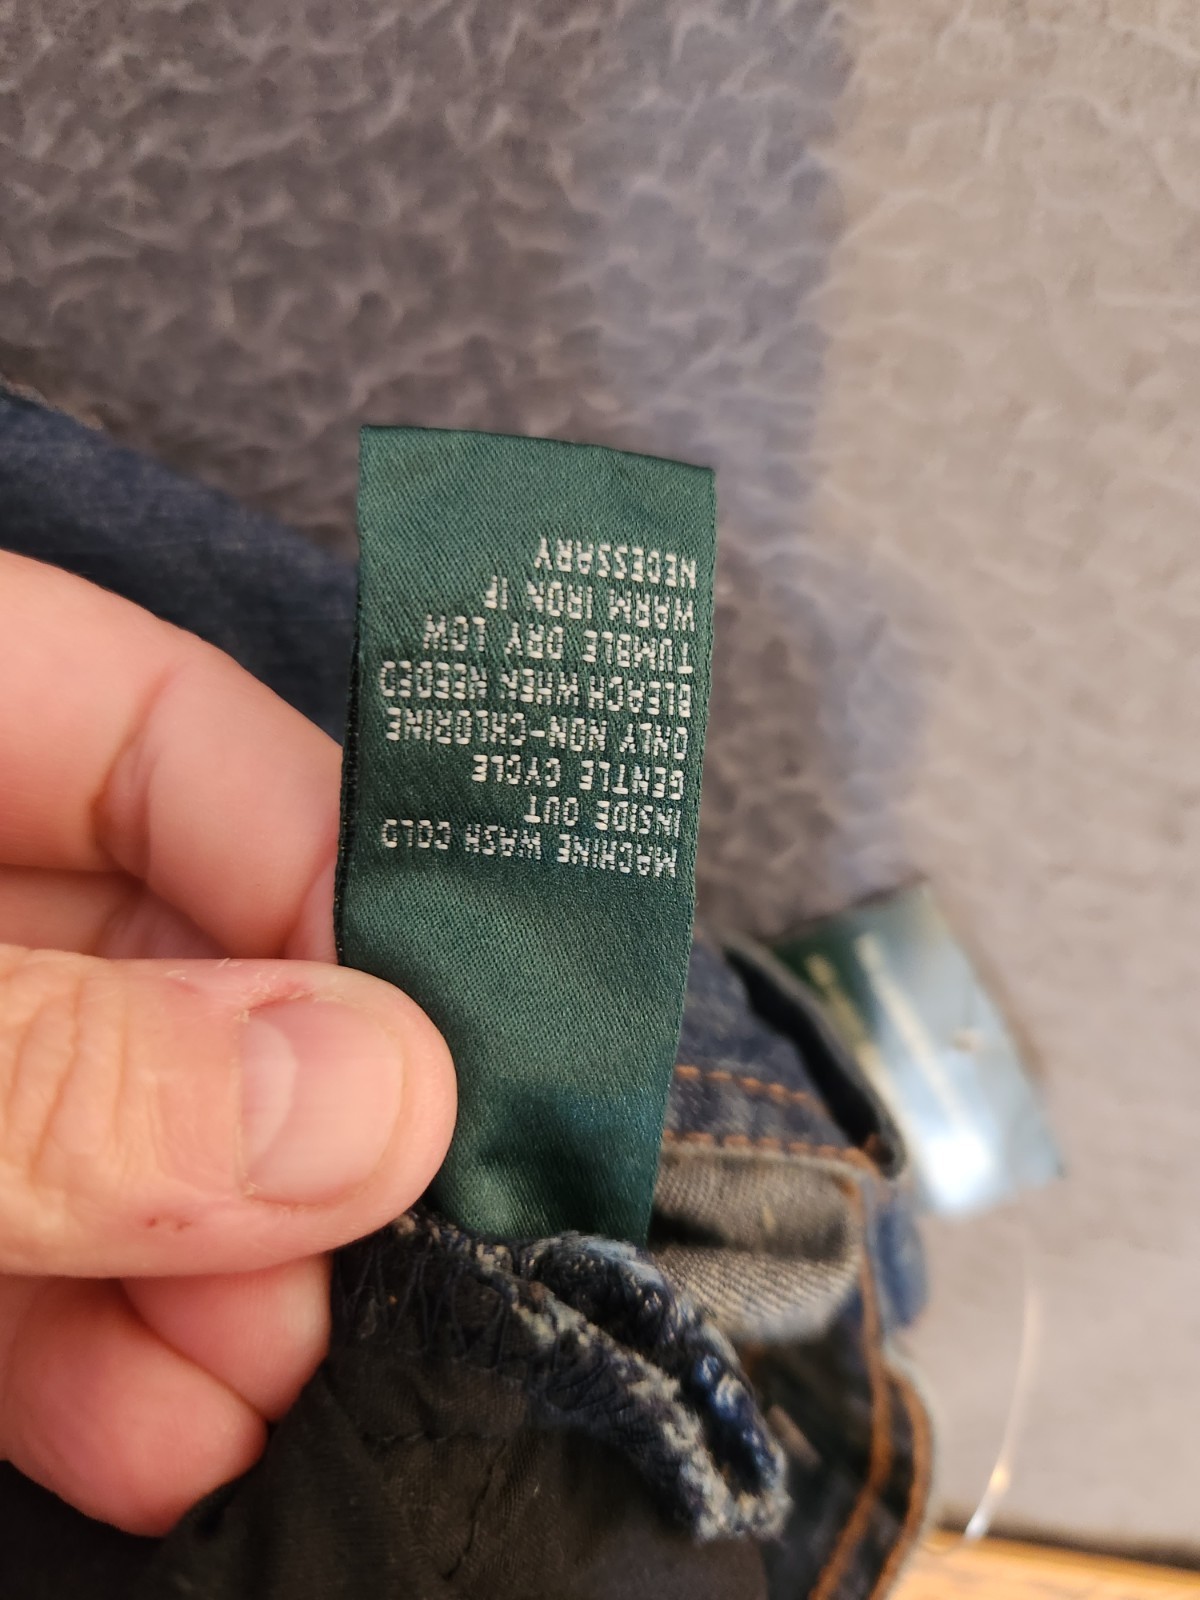 MACHINE WASH COLD
INSIDE OUT
GENTLE CYCLE
ONLY NON-CHLORINE
BLEACH WHEN NEEDED
TUMBLE DRY LOW
WARM IRON IF
NECESSARY